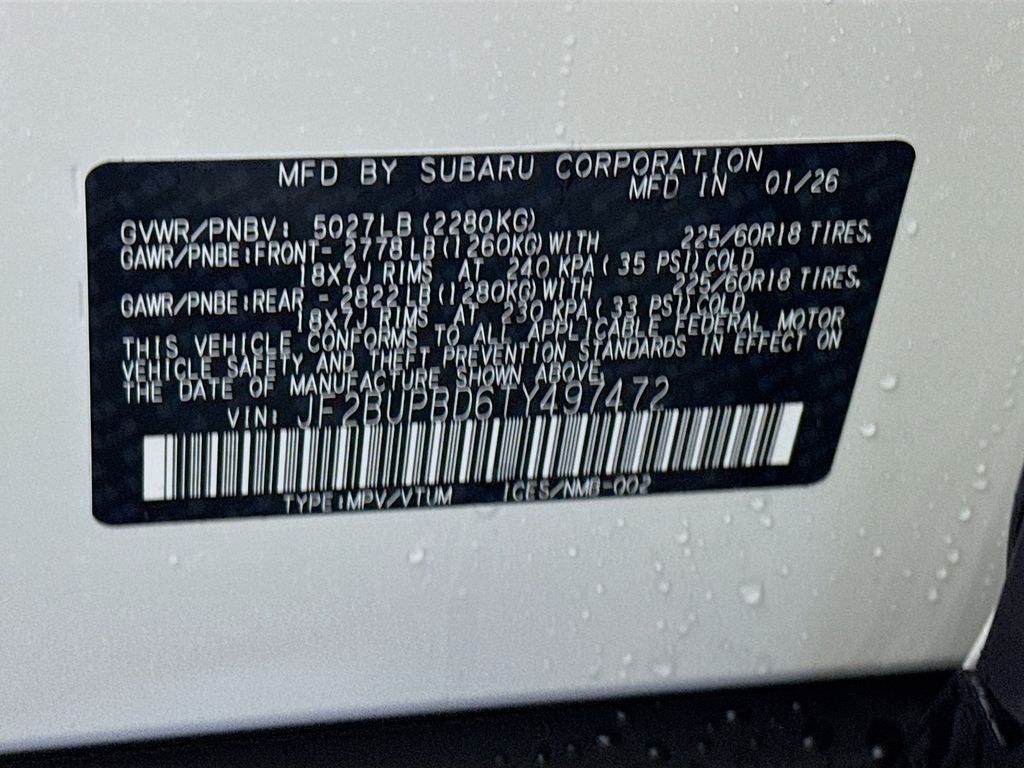 MFD BY SUBARU CORPORATION
MFD IN 01/26
GVWR/PNBV: 5027LB(2280KG)
GAWR/PNBE:FRONT- 2778LB(1260KG)WITH 225/60R18 TIRES,
18X7J RIMS AT 240 KPA(35 PSI)COLD
GAWR/PNBE:REAR - 2822LB(1280KG)WITH 225/60R18 TIRES,
18X7J RIMS AT 230 KPA(33 PSI)COLD
THIS VEHICLE CONFORMS TO ALL APPLICABLE FEDERAL MOTOR
VEHICLE SAFETY AND THEFT PREVENTION STANDARDS IN EFFECT ON
THE DATE OF MANUFACTURE SHOWN ABOVE.
VIN: JF2BUPBD6TY497472
TYPE:MPV/VTUM ICES/NMB-002